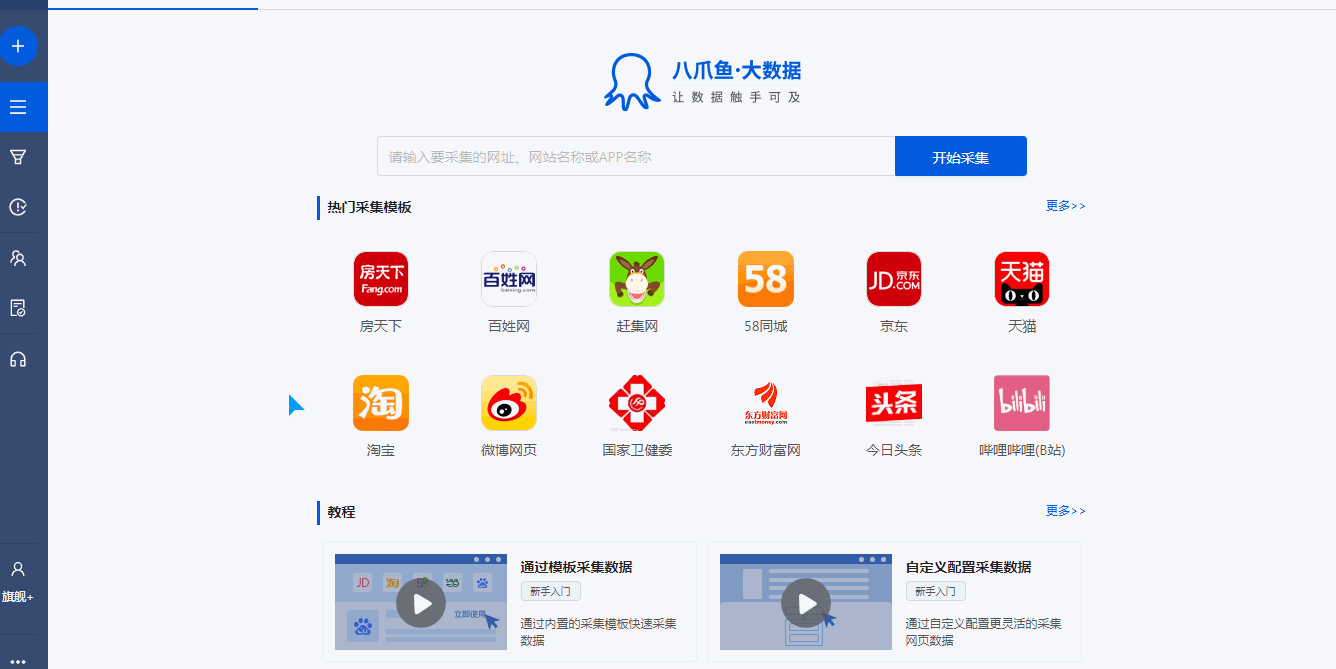 八爪鱼·大数据
让数据触手可及
请输入要采集的网址、网站名称或APP名称
开始采集
热门采集模板
更多>>
房天下
Fang.com
百姓网
baixing.com
58
JD 京东
.COM
天猫
房天下
百姓网
赶集网
58同城
京东
天猫
淘
东方财富网
eastmoney.com
头条
bilibili
淘宝
微博网页
国家卫健委
东方财富网
今日头条
哔哩哔哩(B站)
教程
更多>>
JD
淘
58
立即使用
通过模板采集数据
新手入门
通过内置的采集模板快速采集
数据
自定义配置采集数据
新手入门
通过自定义配置更灵活的采集
网页数据
旗舰+